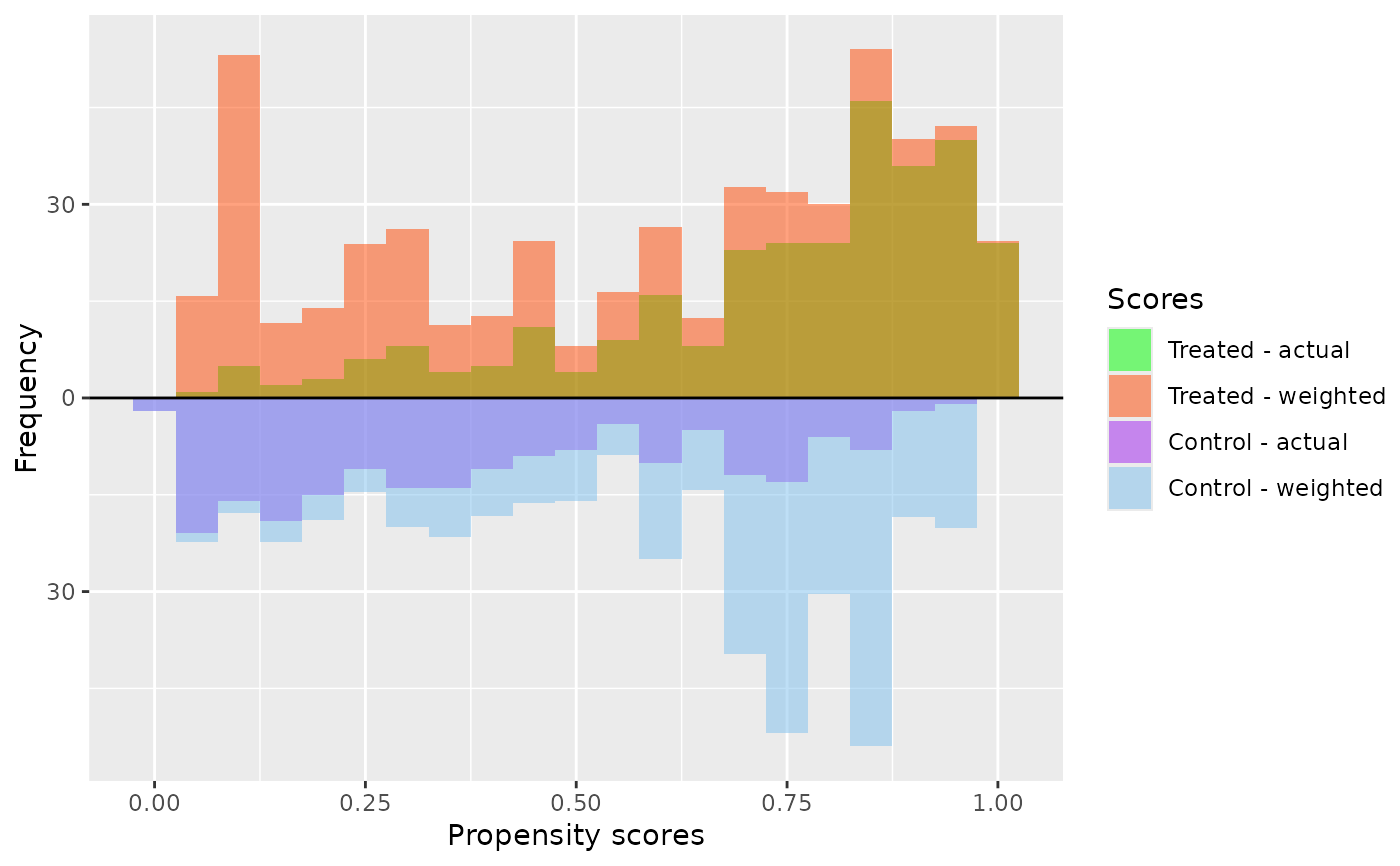 30
0
30
Frequency
0.00
0.25
0.50
0.75
1.00
Propensity scores
Scores
Treated - actual
Treated - weighted
Control - actual
Control - weighted